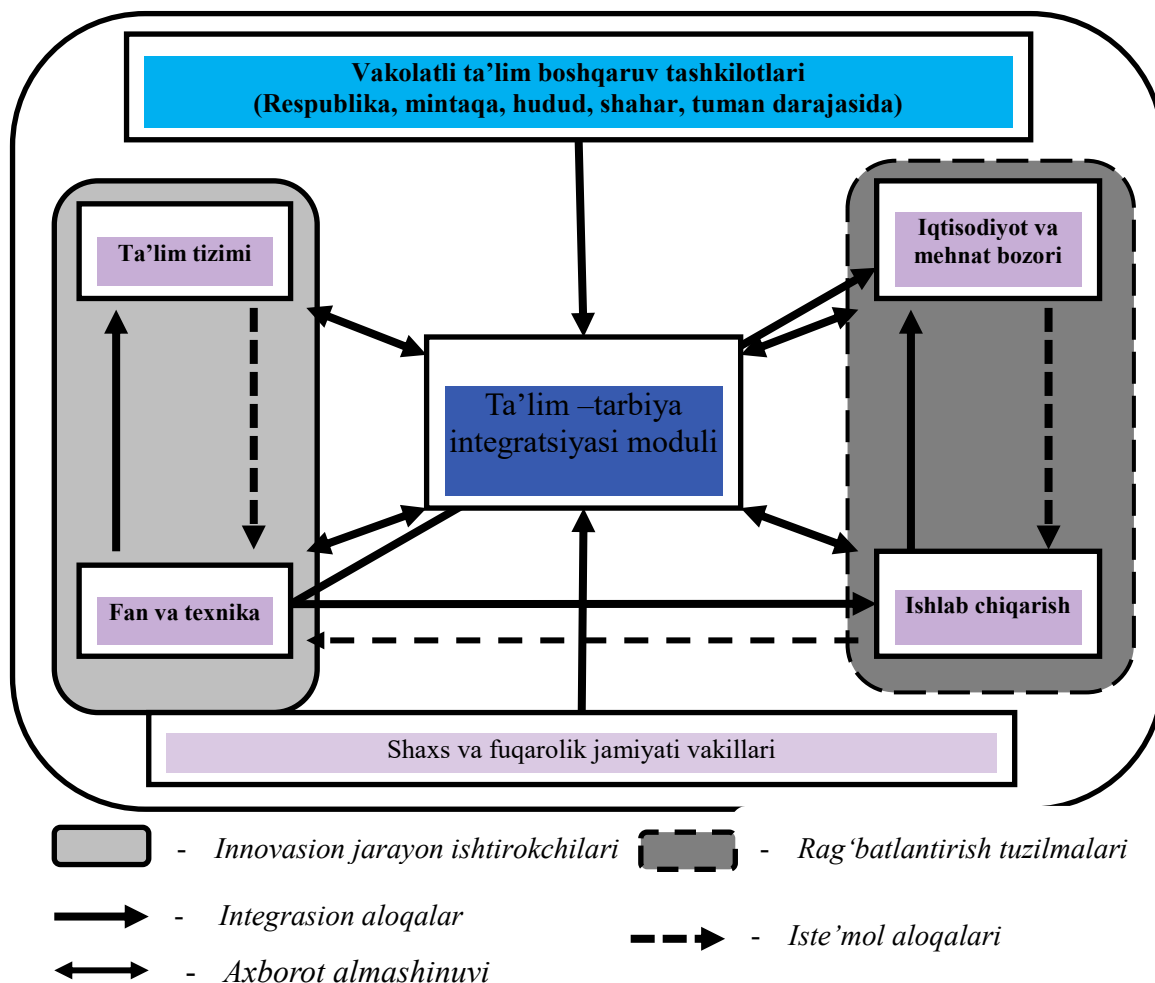 Vakolatli ta’lim boshqaruv tashkilotlari
(Respublika, mintaqa, hudud, shahar, tuman darajasida)
Ta’lim tizimi
Iqtisodiyot va
mehnat bozori
Ta’lim –tarbiya
integratsiyasi moduli
Fan va texnika
Ishlab chiqarish
Shaxs va fuqarolik jamiyati vakillari
- Innovasion jarayon ishtirokchilari
- Rag‘batlantirish tuzilmalari
- Integrasion aloqalar
- Iste’mol aloqalari
- Axborot almashinuvi